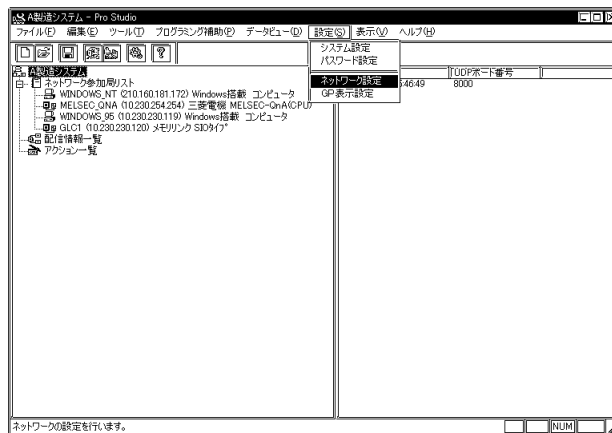 A製造システム - Pro Studio
ファイル(F) 編集(E) ツール(T) プログラミング補助(P) データビュー(D) 設定(S) 表示(V) ヘルプ(H)
システム設定
パスワード設定
ネットワーク設定
GP表示設定
A製造システム
UDPポート番号
ネットワーク参加局リスト
5:46:49 8000
WINDOWS_NT (210.160.181.172) Windows搭載 コンピュータ
MELSEC_QNA (10.230.254.254) 三菱電機 MELSEC-QnA(CPU)
WINDOWS_95 (10.230.230.119) Windows搭載 コンピュータ
GLC1 (10.230.230.120) メモリリンク SIOタイプ
配信情報一覧
アクション一覧
ネットワークの設定を行います。
NUM